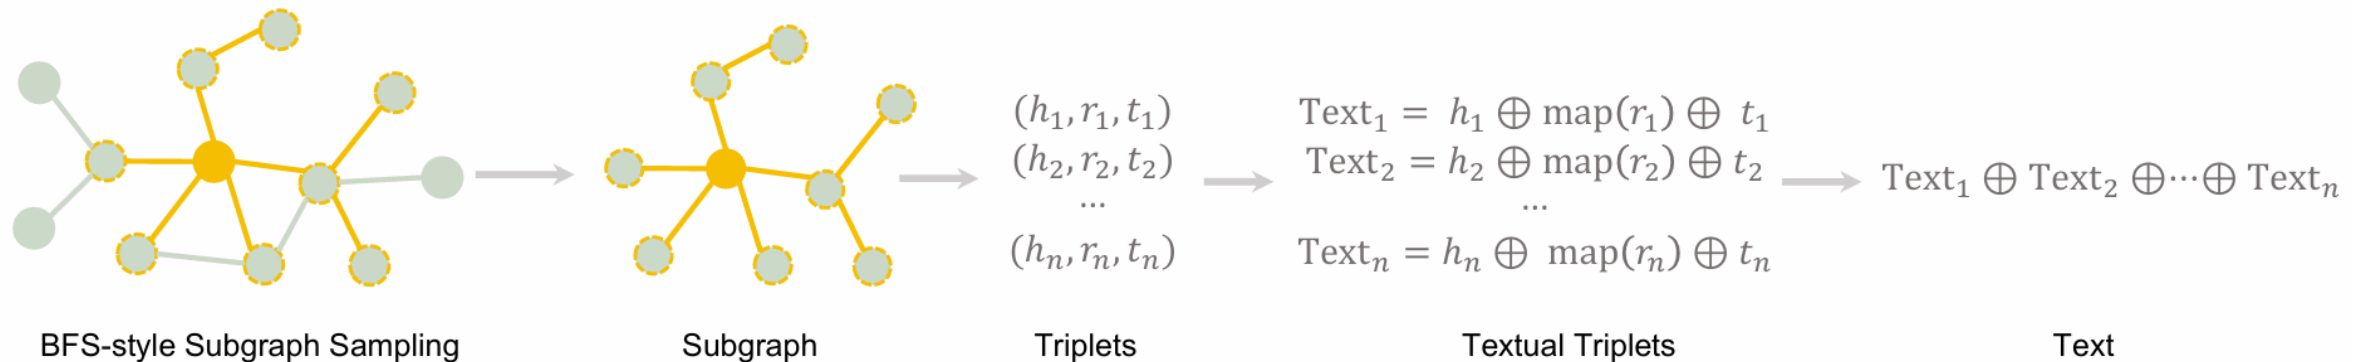 (h₁, r₁, t₁)
(h₂, r₂, t₂)
...
(hₙ, rₙ, tₙ)
Text₁ = h₁ ⊕ map(r₁) ⊕ t₁
Text₂ = h₂ ⊕ map(r₂) ⊕ t₂
...
Textₙ = hₙ ⊕ map(rₙ) ⊕ tₙ
Text₁ ⊕ Text₂ ⊕···⊕ Textₙ
BFS-style Subgraph Sampling
Subgraph
Triplets
Textual Triplets
Text